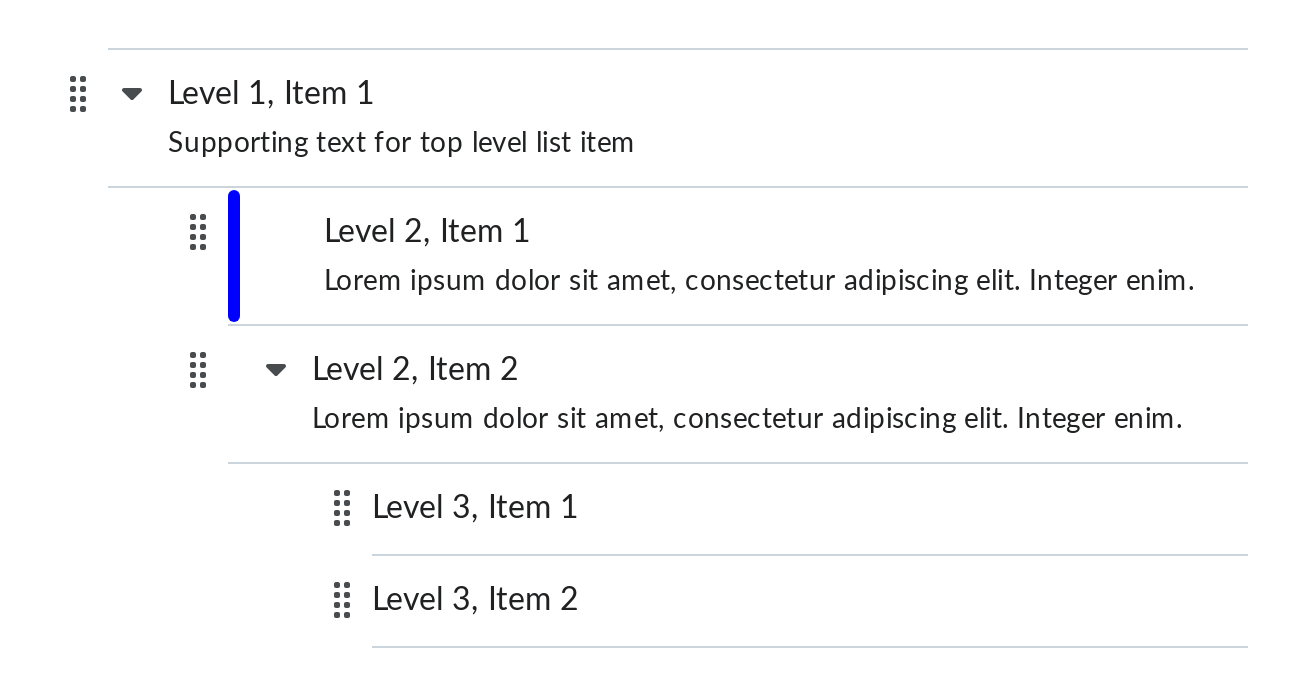 Level 1, Item 1
Supporting text for top level list item
Level 2, Item 1
Lorem ipsum dolor sit amet, consectetur adipiscing elit. Integer enim.
Level 2, Item 2
Lorem ipsum dolor sit amet, consectetur adipiscing elit. Integer enim.
Level 3, Item 1
Level 3, Item 2